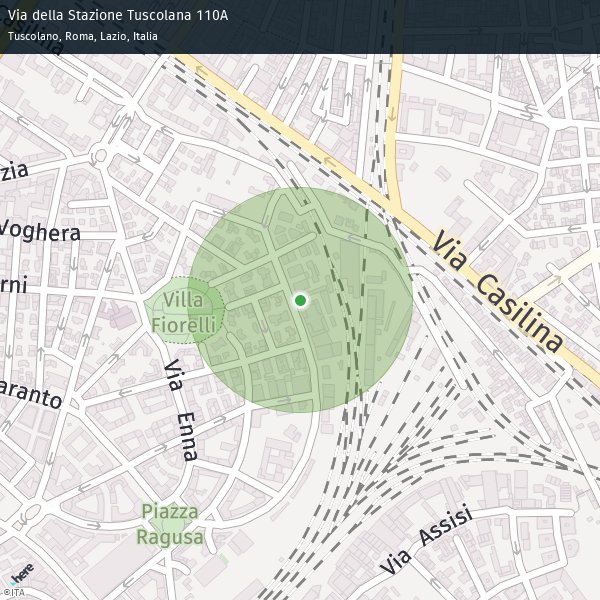 Via della Stazione Tuscolana 110A
Tuscolano, Roma, Lazio, Italia
Casilina
zia
Voghera
rni
Via Casilina
Villa
Fiorelli
aranto
Via Enna
Piazza
Ragusa
Via Assisi
here
©ITA